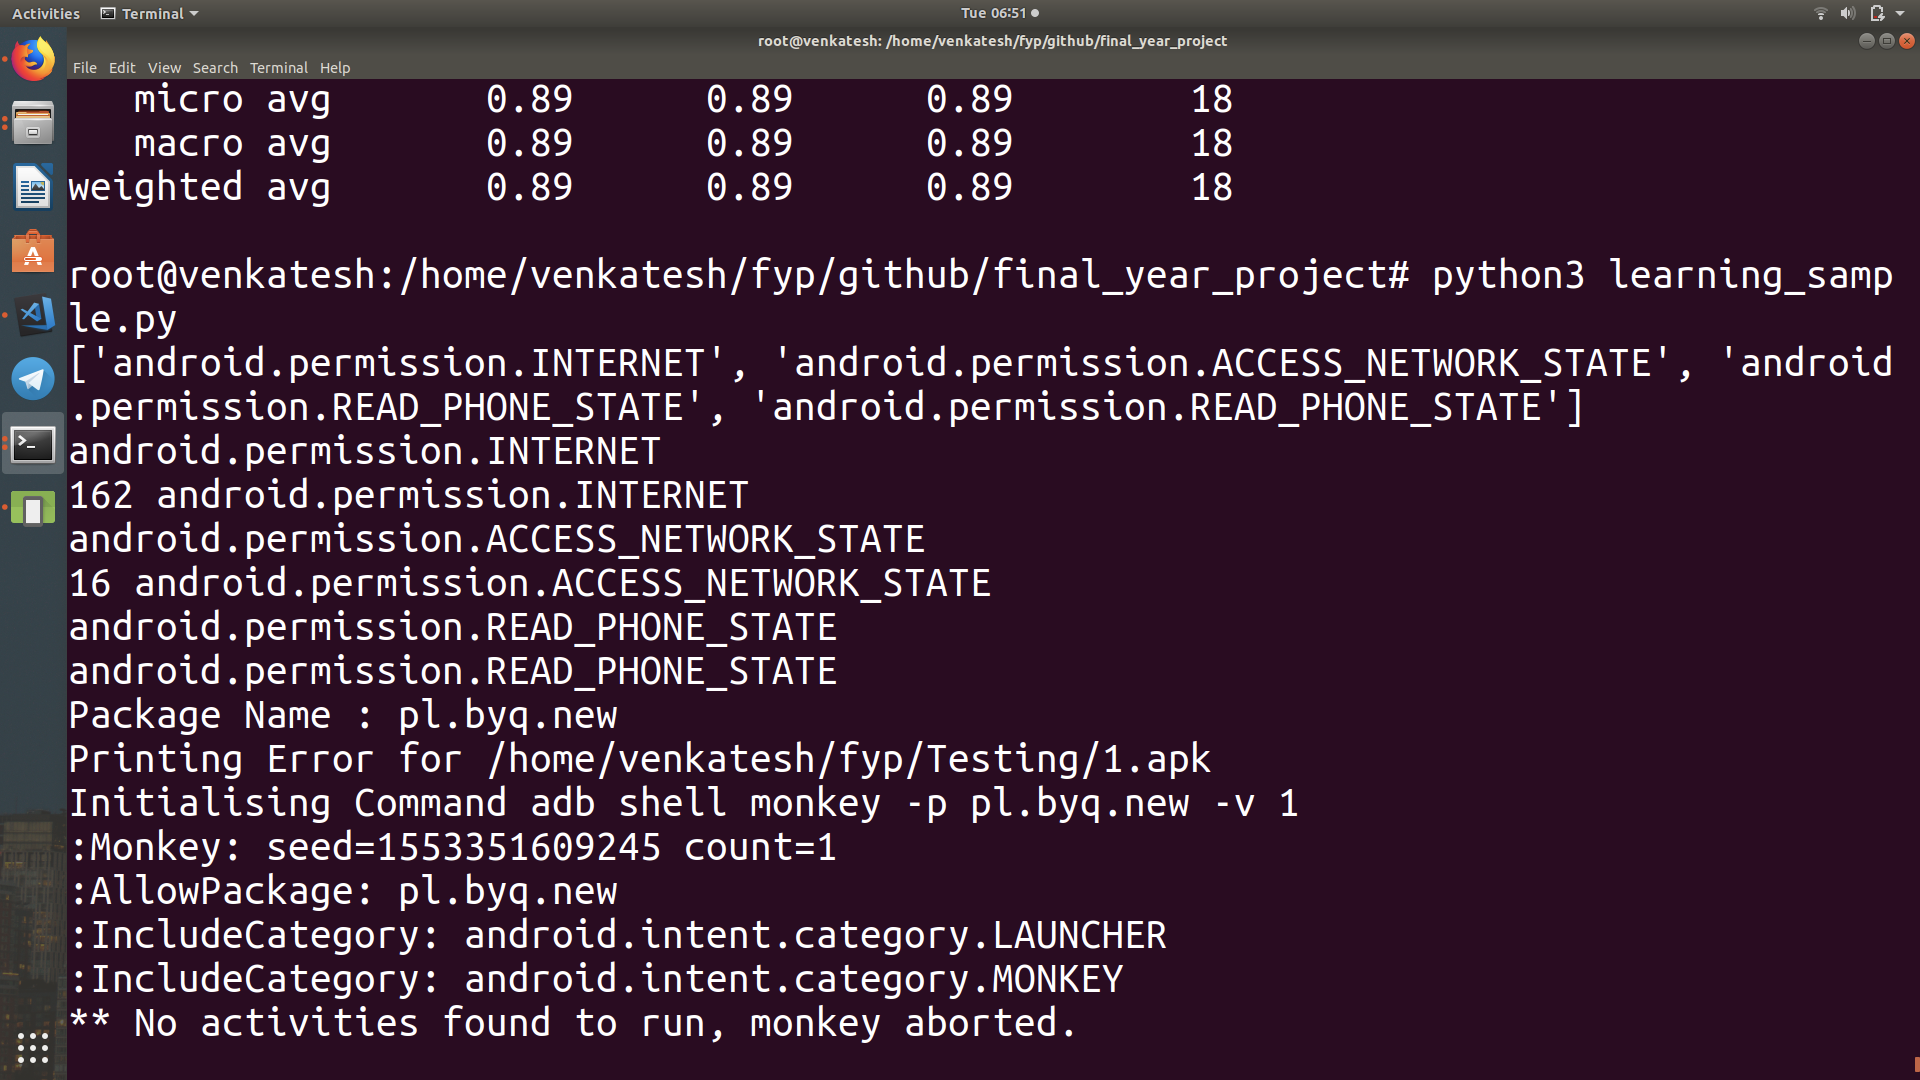 Activities Terminal Tue 06:51
root@venkatesh: /home/venkatesh/fyp/github/final_year_project
File Edit View Search Terminal Help
micro avg 0.89 0.89 0.89 18
macro avg 0.89 0.89 0.89 18
weighted avg 0.89 0.89 0.89 18
root@venkatesh:/home/venkatesh/fyp/github/final_year_project# python3 learning_samp
le.py
['android.permission.INTERNET', 'android.permission.ACCESS_NETWORK_STATE', 'android
.permission.READ_PHONE_STATE', 'android.permission.READ_PHONE_STATE']
android.permission.INTERNET
162 android.permission.INTERNET
android.permission.ACCESS_NETWORK_STATE
16 android.permission.ACCESS_NETWORK_STATE
android.permission.READ_PHONE_STATE
android.permission.READ_PHONE_STATE
Package Name : pl.byq.new
Printing Error for /home/venkatesh/fyp/Testing/1.apk
Initialising Command adb shell monkey -p pl.byq.new -v 1
:Monkey: seed=1553351609245 count=1
:AllowPackage: pl.byq.new
:IncludeCategory: android.intent.category.LAUNCHER
:IncludeCategory: android.intent.category.MONKEY
** No activities found to run, monkey aborted.